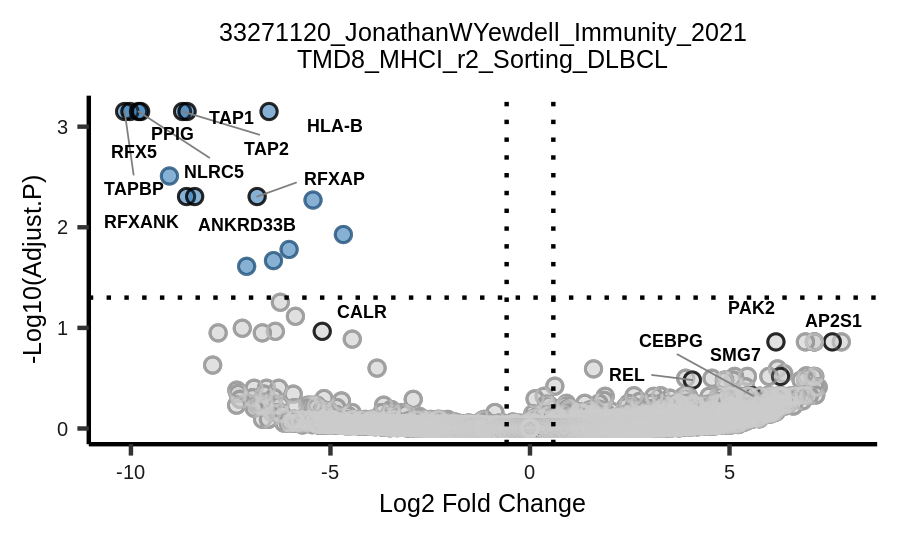 33271120_JonathanWYewdell_Immunity_2021
TMD8_MHCI_r2_Sorting_DLBCL
-Log10(Adjust.P)
3
2
1
0
TAP1
HLA-B
PPIG
TAP2
RFX5
NLRC5
RFXAP
TAPBP
RFXANK
ANKRD33B
CALR
PAK2
AP2S1
CEBPG
SMG7
REL
-10
-5
0
5
Log2 Fold Change